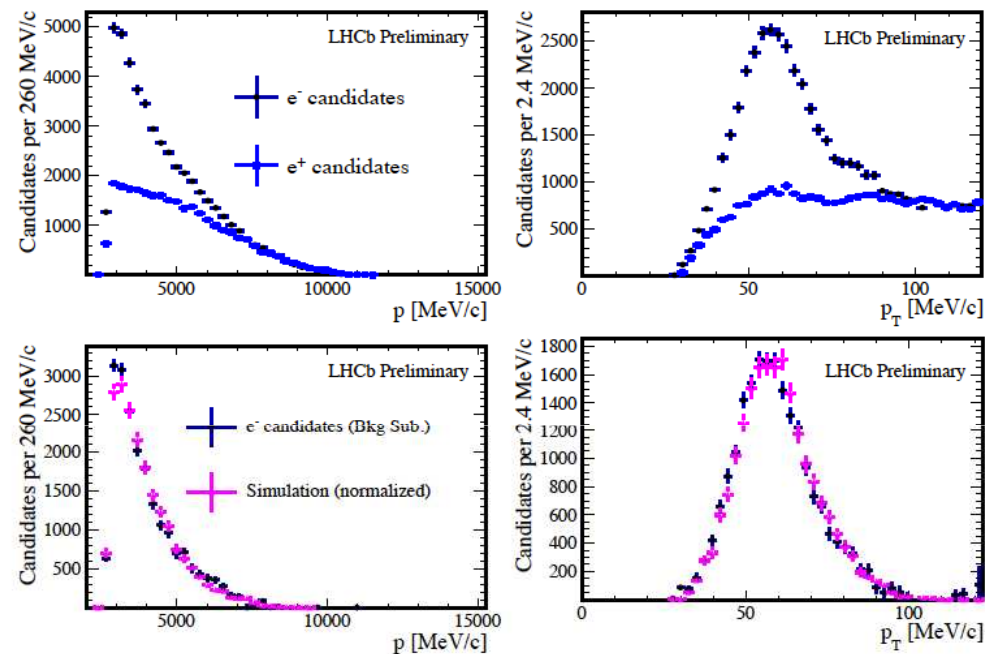 Candidates per 260 MeV/c
5000
4000
3000
2000
1000
LHCb Preliminary
e⁻ candidates
e⁺ candidates
5000
10000
15000
p [MeV/c]
Candidates per 2.4 MeV/c
2500
2000
1500
1000
500
LHCb Preliminary
0
50
100
p_T [MeV/c]
Candidates per 260 MeV/c
3000
2500
2000
1500
1000
500
LHCb Preliminary
e⁻ candidates (Bkg Sub.)
Simulation (normalized)
5000
10000
15000
p [MeV/c]
Candidates per 2.4 MeV/c
1800
1600
1400
1200
1000
800
600
400
200
LHCb Preliminary
0
50
100
p_T [MeV/c]